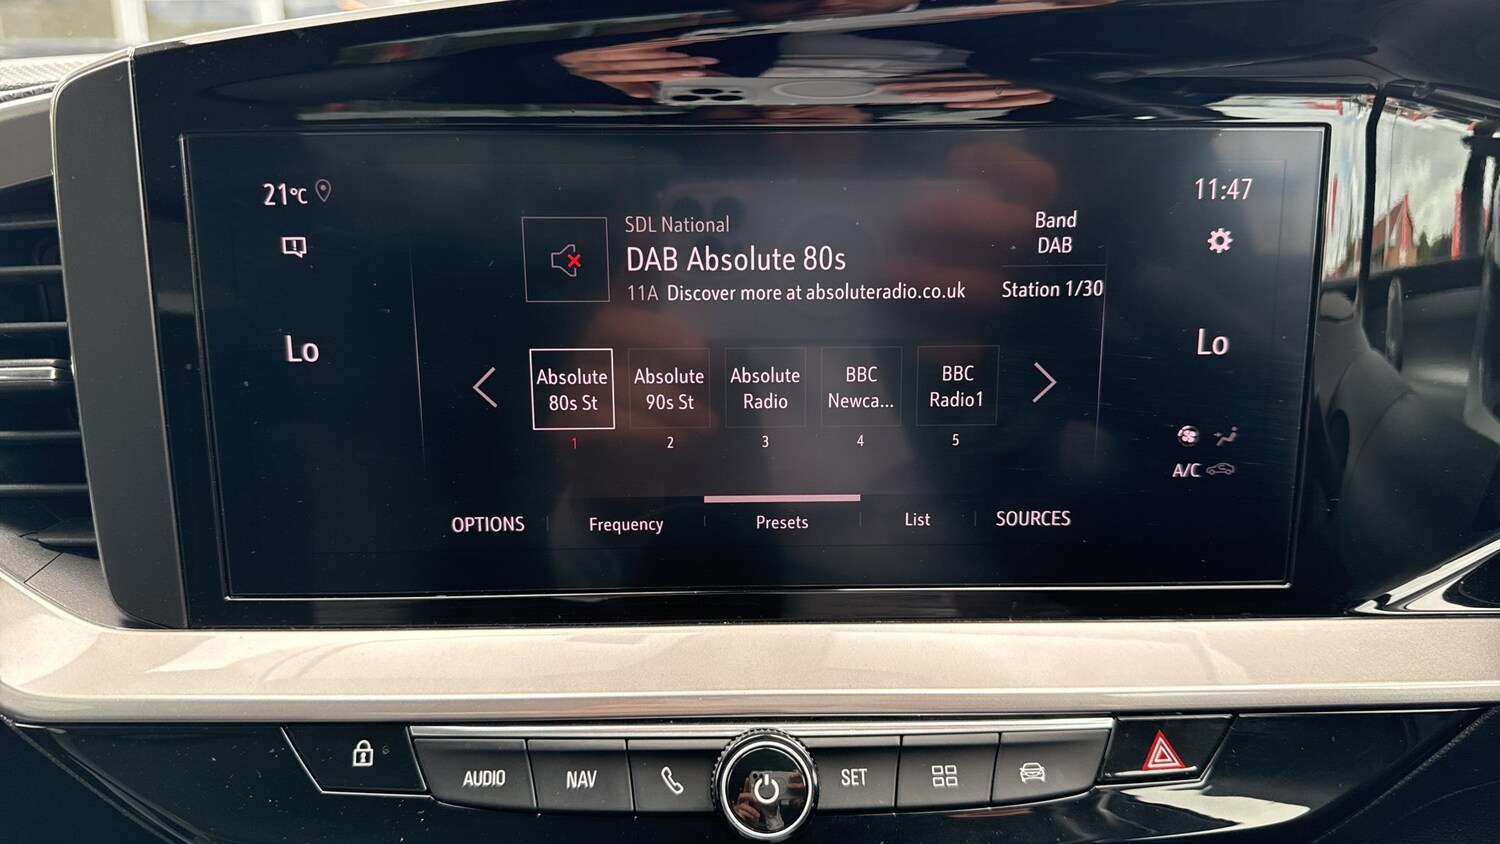 21°C
11:47
SDL National
DAB Absolute 80s
11A Discover more at absoluteradio.co.uk
Band
DAB
Station 1/30
Lo
Lo
Absolute
80s St
1
Absolute
90s St
2
Absolute
Radio
3
BBC
Newca...
4
BBC
Radio1
5
A/C
OPTIONS
Frequency
Presets
List
SOURCES
AUDIO
NAV
SET